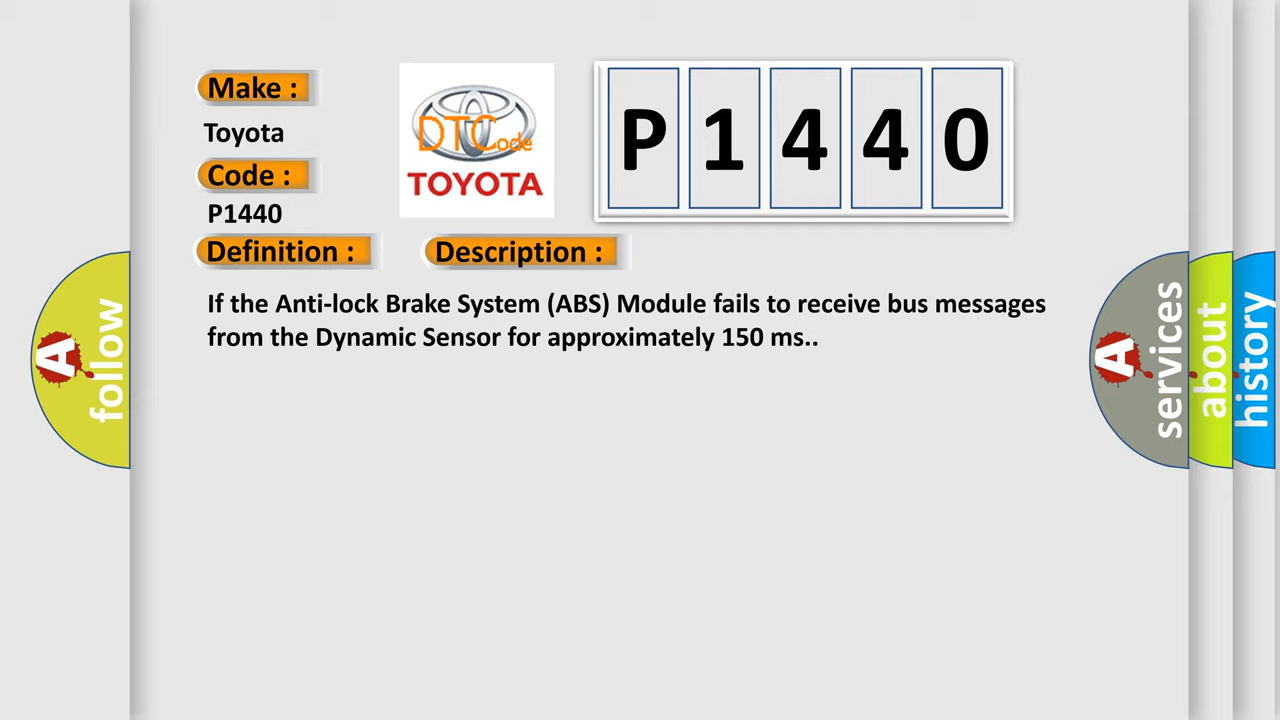 Make :
Toyota
Code :
P1440
Definition :
Description :
If the Anti-lock Brake System (ABS) Module fails to receive bus messages
from the Dynamic Sensor for approximately 150 ms..
DTCode
TOYOTA
P 1 4 4 0
A follow
A services
about
history